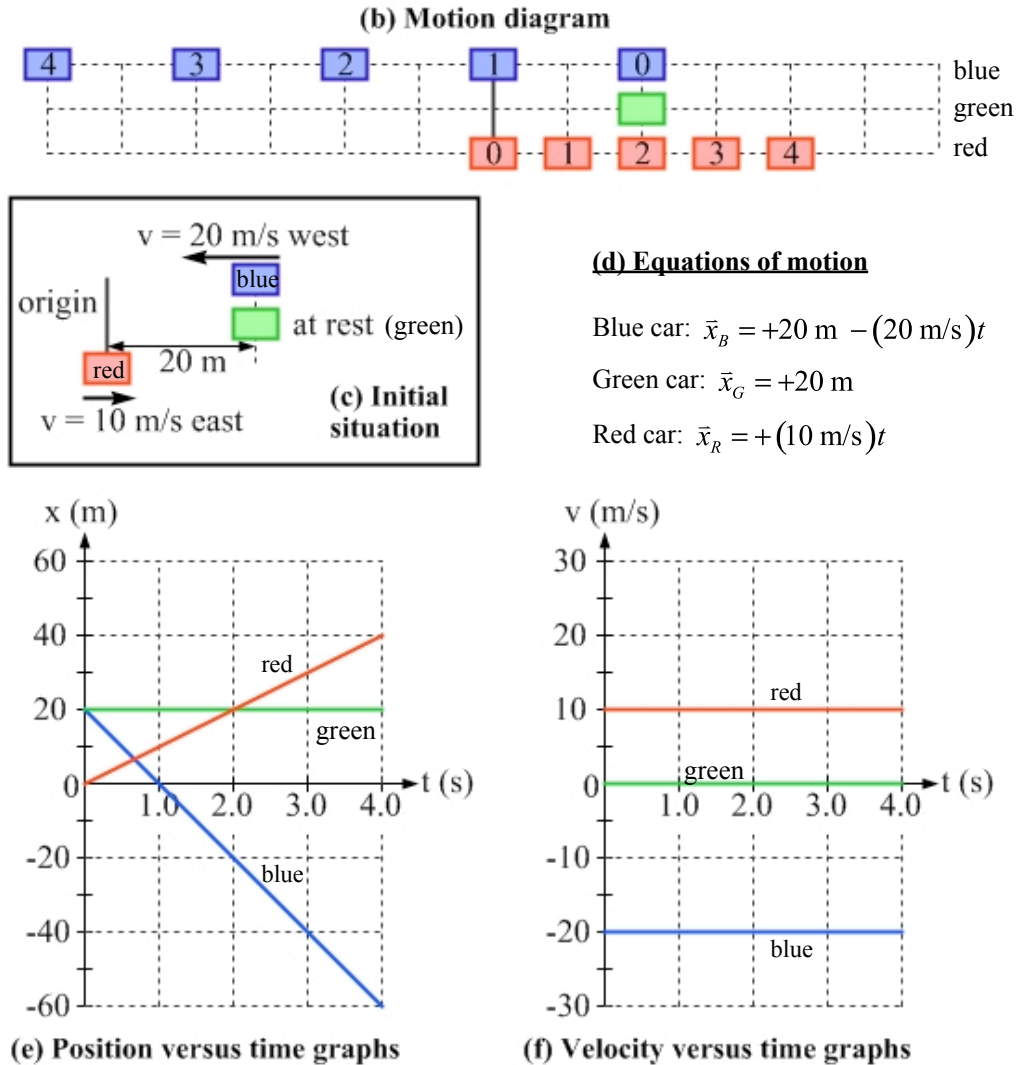 (b) Motion diagram
4 3 2 1 0 blue
green
0 1 2 3 4 red
v = 20 m/s west
blue
origin
at rest (green)
20 m
red
v = 10 m/s east
(c) Initial
situation
(d) Equations of motion
Blue car: x⃗_B = +20 m −(20 m/s)t
Green car: x⃗_G = +20 m
Red car: x⃗_R = +(10 m/s)t
x (m)
60
40
20
0
-20
-40
-60
1.0 2.0 3.0 4.0
t (s)
red
green
blue
(e) Position versus time graphs
v (m/s)
30
20
10
0
-10
-20
-30
1.0 2.0 3.0 4.0
t (s)
red
green
blue
(f) Velocity versus time graphs